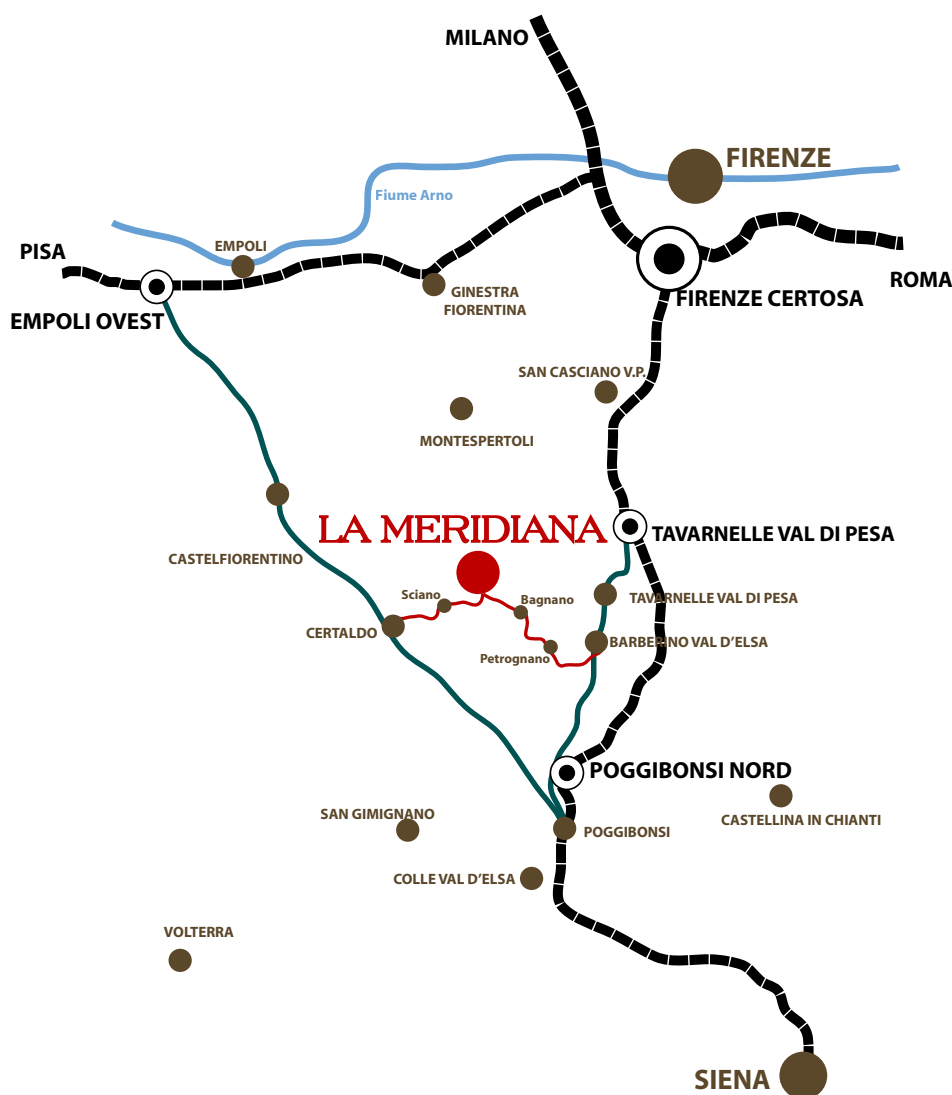 MILANO
FIRENZE
Fiume Arno
EMPOLI
PISA
ROMA
GINESTRA
FIORENTINA
FIRENZE CERTOSA
EMPOLI OVEST
SAN CASCIANO V.P.
MONTESPERTOLI
LA MERIDIANA
TAVARNELLE VAL DI PESA
CASTELFIORENTINO
Sciano
Bagnano
TAVARNELLE VAL DI PESA
CERTALDO
BARBERINO VAL D'ELSA
Petrognano
POGGIBONSI NORD
SAN GIMIGNANO
CASTELLINA IN CHIANTI
POGGIBONSI
COLLE VAL D'ELSA
VOLTERRA
SIENA